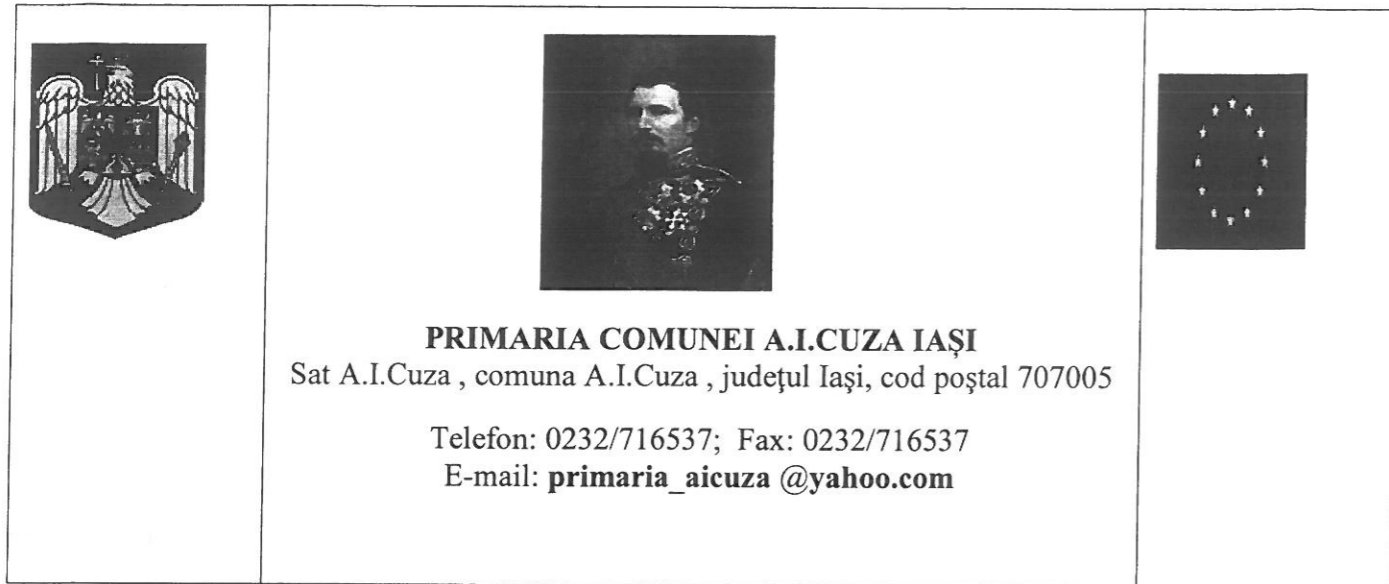 PRIMARIA COMUNEI A.I.CUZA IAȘI
Sat A.I.Cuza , comuna A.I.Cuza , judeţul Iaşi, cod poştal 707005
Telefon: 0232/716537; Fax: 0232/716537
E-mail: primaria_aicuza @yahoo.com